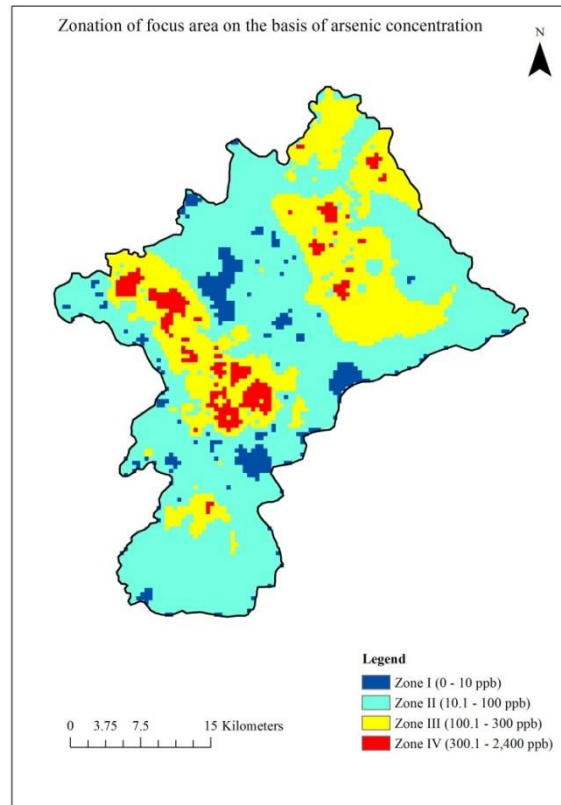 Zonation of focus area on the basis of arsenic concentration
N
Legend
Zone I (0 - 10 ppb)
Zone II (10.1 - 100 ppb)
Zone III (100.1 - 300 ppb)
Zone IV (300.1 - 2,400 ppb)
0 3.75 7.5 15 Kilometers